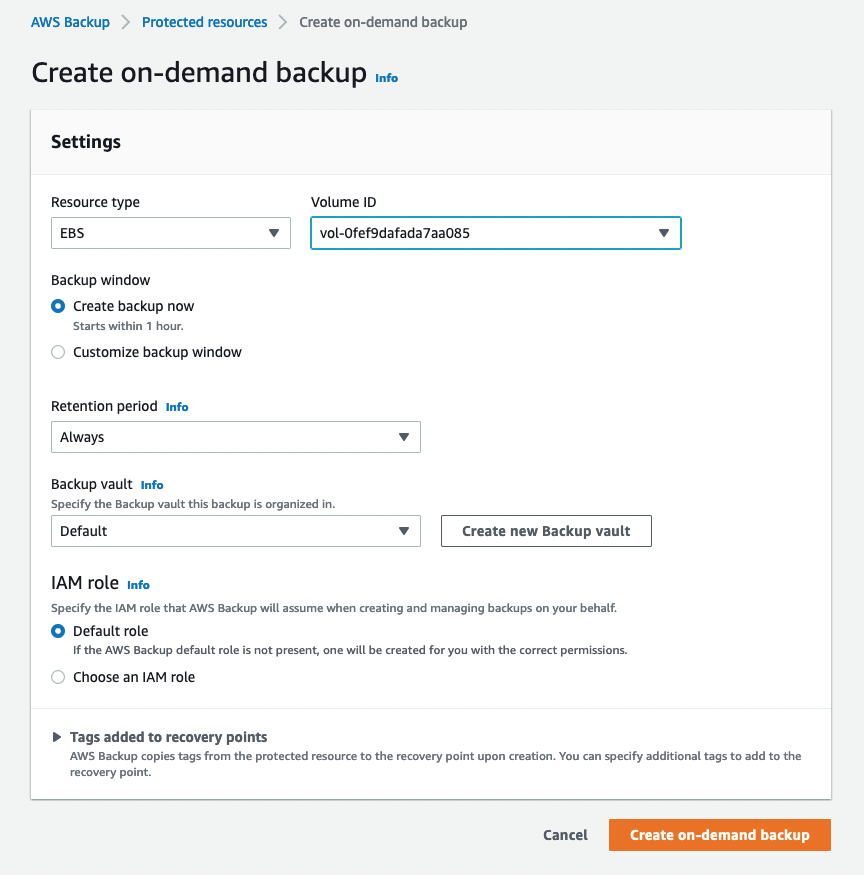 AWS Backup > Protected resources > Create on-demand backup
Create on-demand backup Info
Settings
Resource type Volume ID
EBS vol-0fef9dafada7aa085
Backup window
Create backup now
Starts within 1 hour.
Customize backup window
Retention period Info
Always
Backup vault Info
Specify the Backup vault this backup is organized in.
Default Create new Backup vault
IAM role Info
Specify the IAM role that AWS Backup will assume when creating and managing backups on your behalf.
Default role
If the AWS Backup default role is not present, one will be created for you with the correct permissions.
Choose an IAM role
Tags added to recovery points
AWS Backup copies tags from the protected resource to the recovery point upon creation. You can specify additional tags to add to the
recovery point.
Cancel Create on-demand backup